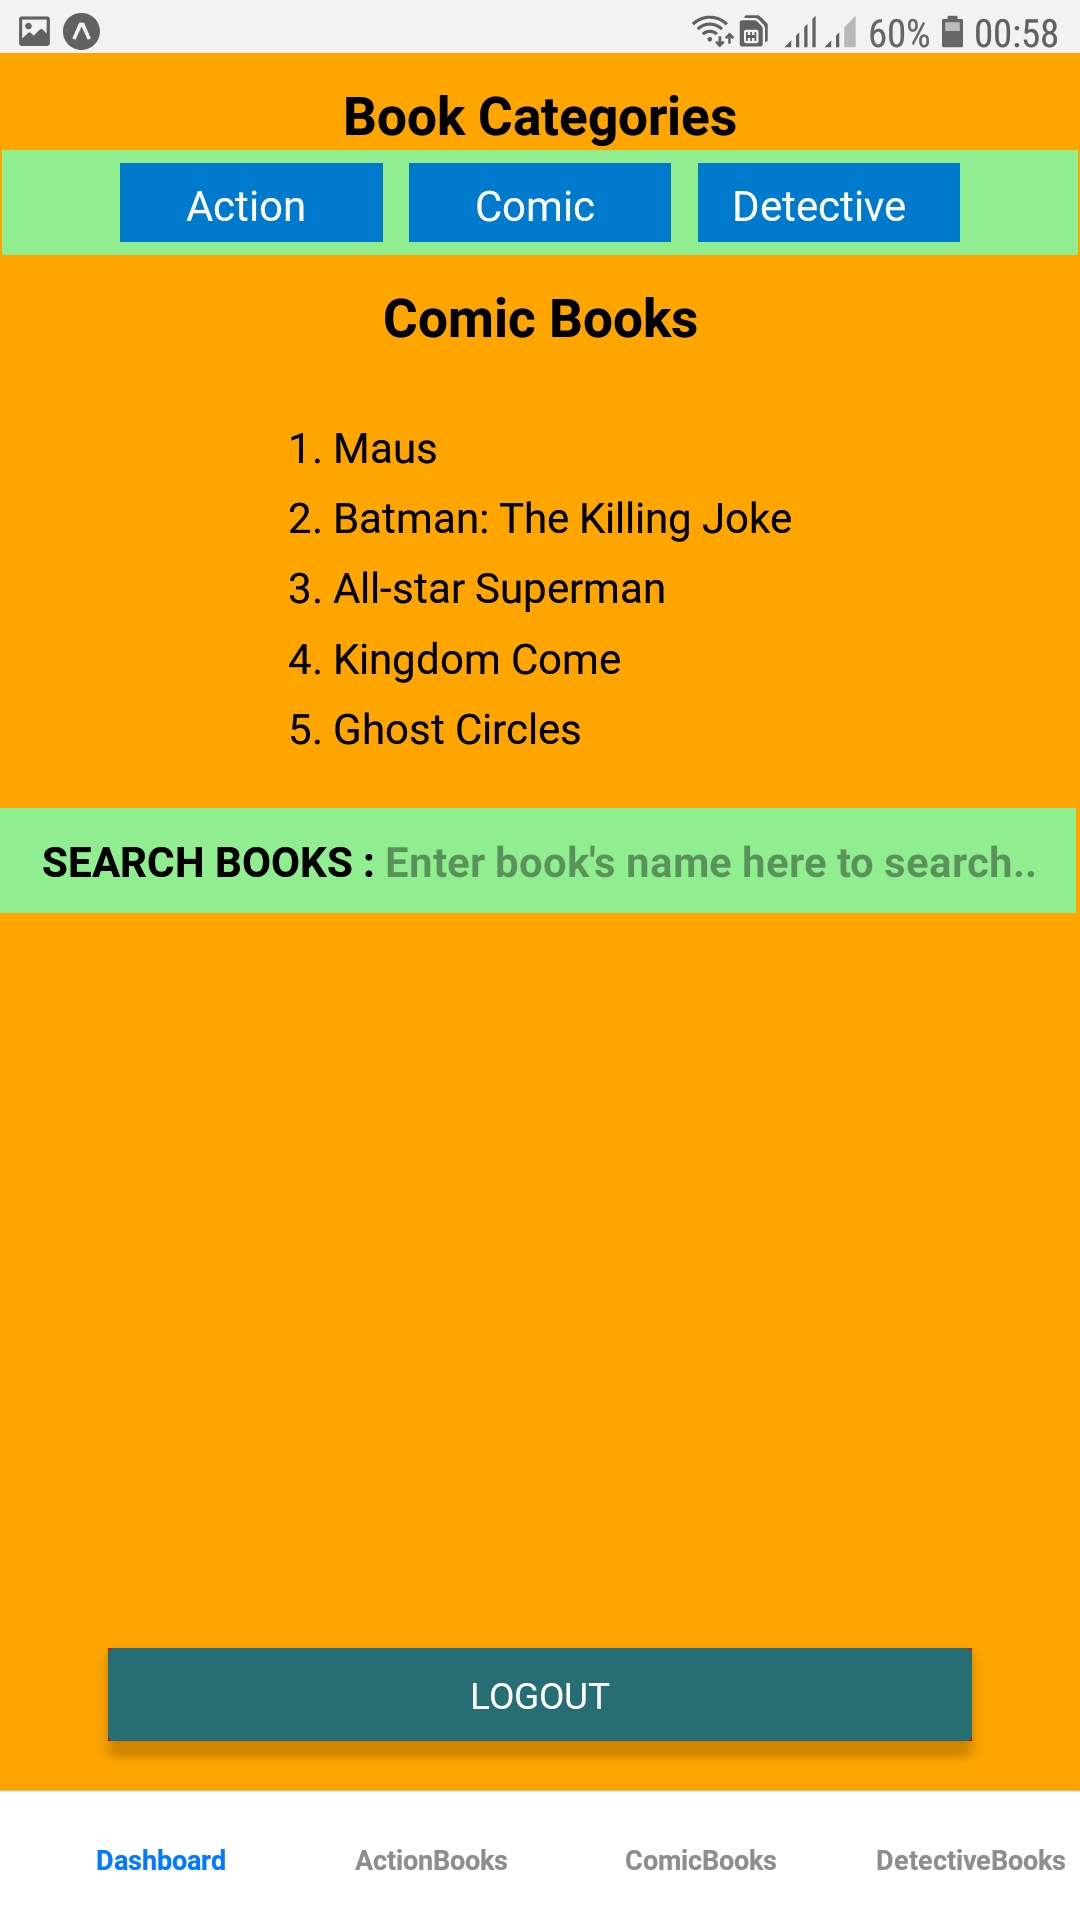 60% 00:58
Book Categories
Action Comic Detective
Comic Books
1. Maus
2. Batman: The Killing Joke
3. All-star Superman
4. Kingdom Come
5. Ghost Circles
SEARCH BOOKS : Enter book's name here to search..
LOGOUT
Dashboard ActionBooks ComicBooks DetectiveBooks